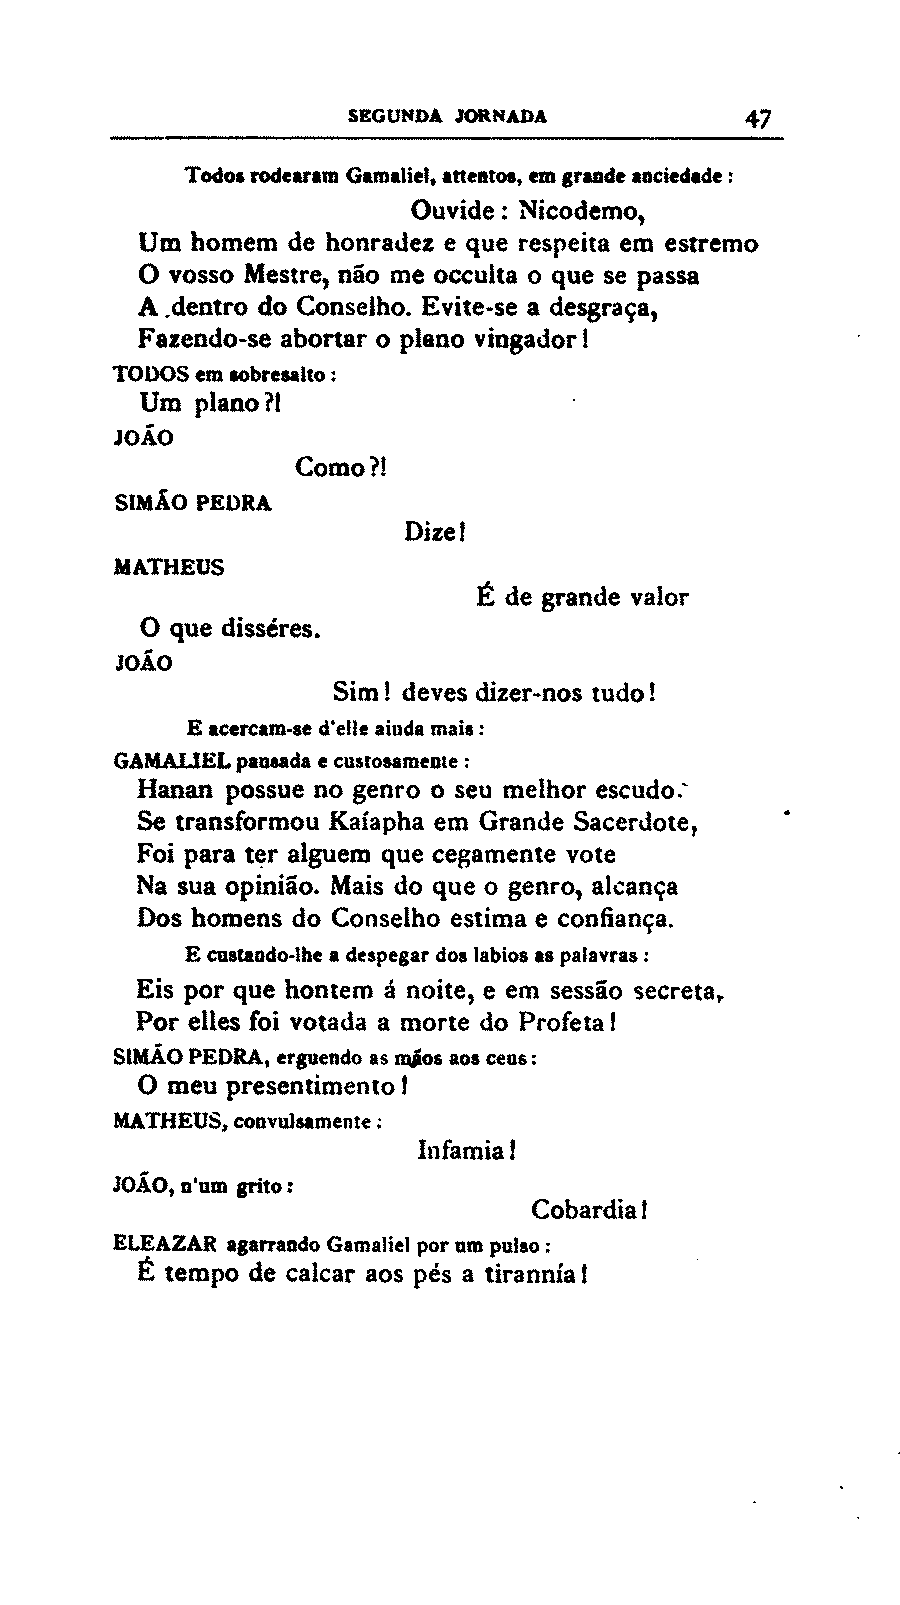 SEGUNDA JORNADA 47
Todos rodearam Gamaliel, attentos, em grande anciedade:
Ouvide: Nicodemo,
Um homem de honradez e que respeita em estremo
O vosso Mestre, não me occulta o que se passa
A dentro do Conselho. Evite-se a desgraça,
Fazendo-se abortar o plano vingador!
TODOS em sobresalto:
Um plano?!
JOÃO
Como?!
SIMÃO PEDRA
Dize!
MATHEUS
É de grande valor
O que disséres.
JOÃO
Sim! deves dizer-nos tudo!
E acercam-se d'elle ainda mais:
GAMALIEL pausada e custosamente:
Hanan possue no genro o seu melhor escudo.
Se transformou Kaíapha em Grande Sacerdote,
Foi para ter alguem que cegamente vote
Na sua opinião. Mais do que o genro, alcança
Dos homens do Conselho estima e confiança.
E custando-lhe a despegar dos labios as palavras:
Eis por que hontem á noite, e em sessão secreta,
Por elles foi votada a morte do Profeta!
SIMÃO PEDRA, erguendo as mãos aos ceus:
O meu presentimento!
MATHEUS, convulsamente:
Infamia!
JOÃO, n'um grito:
Cobardia!
ELEAZAR agarrando Gamaliel por um pulso:
É tempo de calcar aos pés a tirannía!